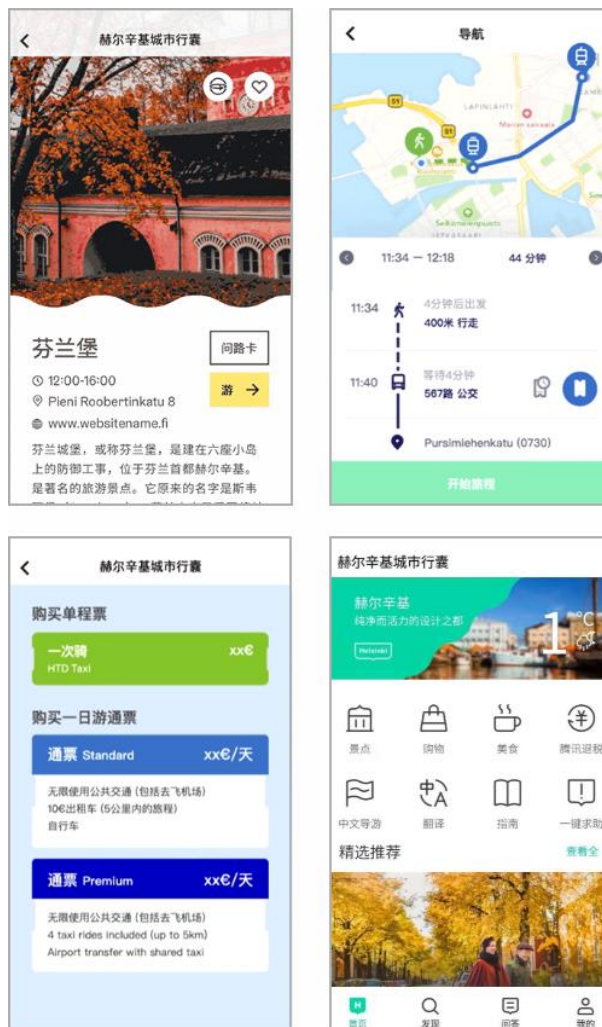 赫尔辛基城市行囊
芬兰堡
问路卡
12:00-16:00
游 →
Pieni Roobertinkatu 8
www.websitename.fi
芬兰城堡，或称芬兰堡，是建在六座小岛
上的防御工事，位于芬兰首都赫尔辛基。
是著名的旅游景点。它原来的名字是斯韦
导航
51
LAPINLAHTI
51
11:34 — 12:18
44 分钟
11:34
4分钟后出发
400米 行走
11:40
等待4分钟
567路 公交
Pursimiehenkatu (0730)
开始旅程
赫尔辛基城市行囊
购买单程票
一次骑
xx€
HTD Taxi
购买一日游通票
通票 Standard
xx€/天
无限使用公共交通 (包括去飞机场)
10€出租车 (5公里内的旅程)
自行车
通票 Premium
xx€/天
无限使用公共交通 (包括去飞机场)
4 taxi rides included (up to 5km)
Airport transfer with shared taxi
赫尔辛基城市行囊
赫尔辛基
纯净而活力的设计之都
Helsinki
1°C
景点
购物
美食
腾讯退税
中文导游
翻译
指南
一键求助
精选推荐
查看全
首页
发现
问答
我的